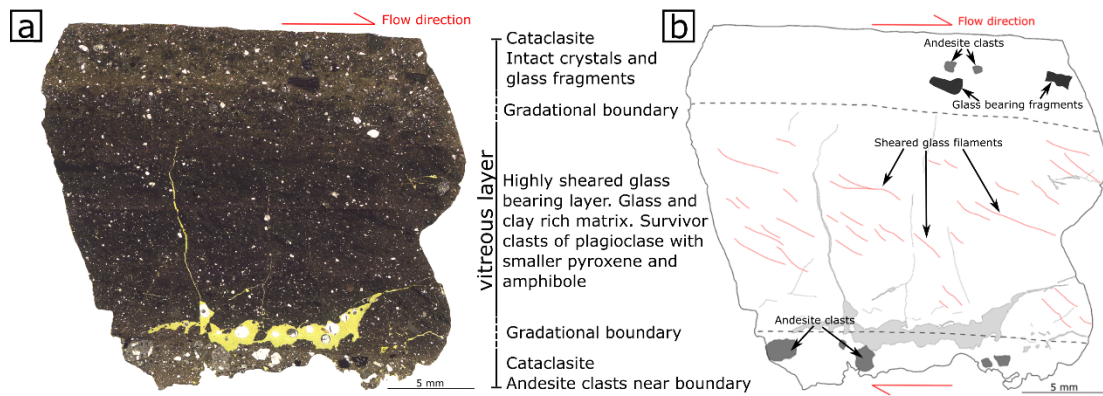 a
Flow direction
Cataclasite
Intact crystals and
glass fragments
Gradational boundary
vitreous layer
Highly sheared glass
bearing layer. Glass and
clay rich matrix. Survivor
clasts of plagioclase with
smaller pyroxene and
amphibole
Gradational boundary
Cataclasite
Andesite clasts near boundary
5 mm
b
Flow direction
Andesite clasts
Glass bearing fragments
Sheared glass filaments
Andesite clasts
5 mm